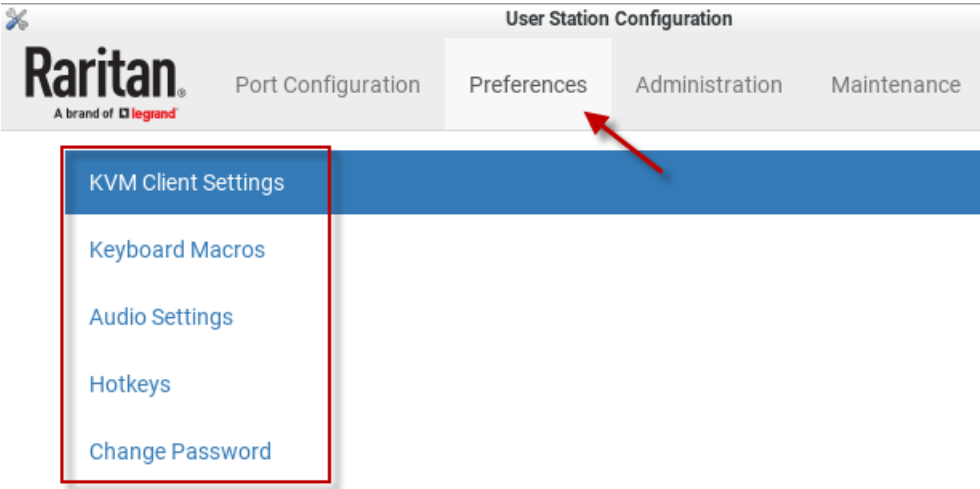 User Station Configuration
Raritan®
A brand of legrand®
Port Configuration Preferences Administration Maintenance
KVM Client Settings
Keyboard Macros
Audio Settings
Hotkeys
Change Password